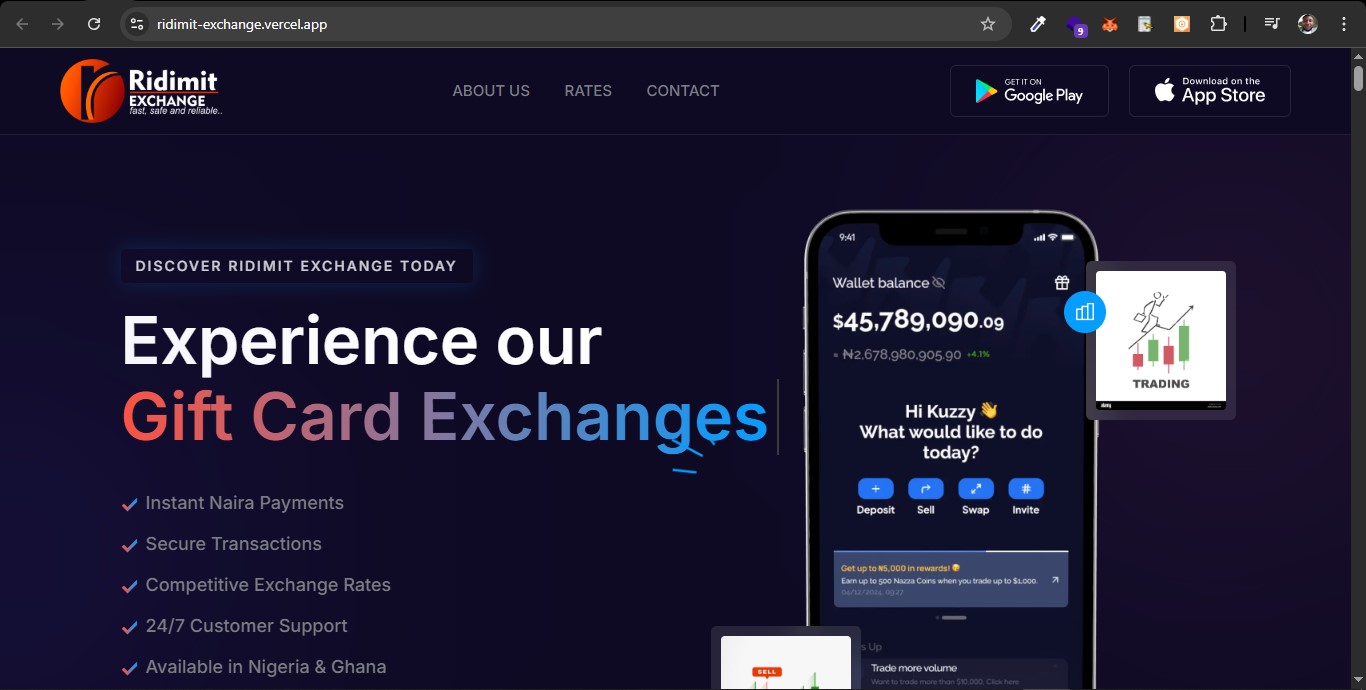 ridimit-exchange.vercel.app
9
Ridimit
EXCHANGE
fast, safe and reliable..
ABOUT US
RATES
CONTACT
GET IT ON
Google Play
Download on the
App Store
DISCOVER RIDIMIT EXCHANGE TODAY
Experience our
Gift Card Exchanges
Instant Naira Payments
Secure Transactions
Competitive Exchange Rates
24/7 Customer Support
Available in Nigeria & Ghana
9:41
Wallet balance
$45,789,090.09
≈ ₦2,678,980,905.90 +4.1%
Hi Kuzzy 👋
What would like to do
today?
Deposit
Sell
Swap
Invite
Get up to ₦5,000 in rewards!
Earn up to 500 Nazza Coins when you trade up to $1,000.
04/12/2024, 09:27
s Up
Trade more volume
Want to trade more than $10,000, Click here
TRADING
SELL